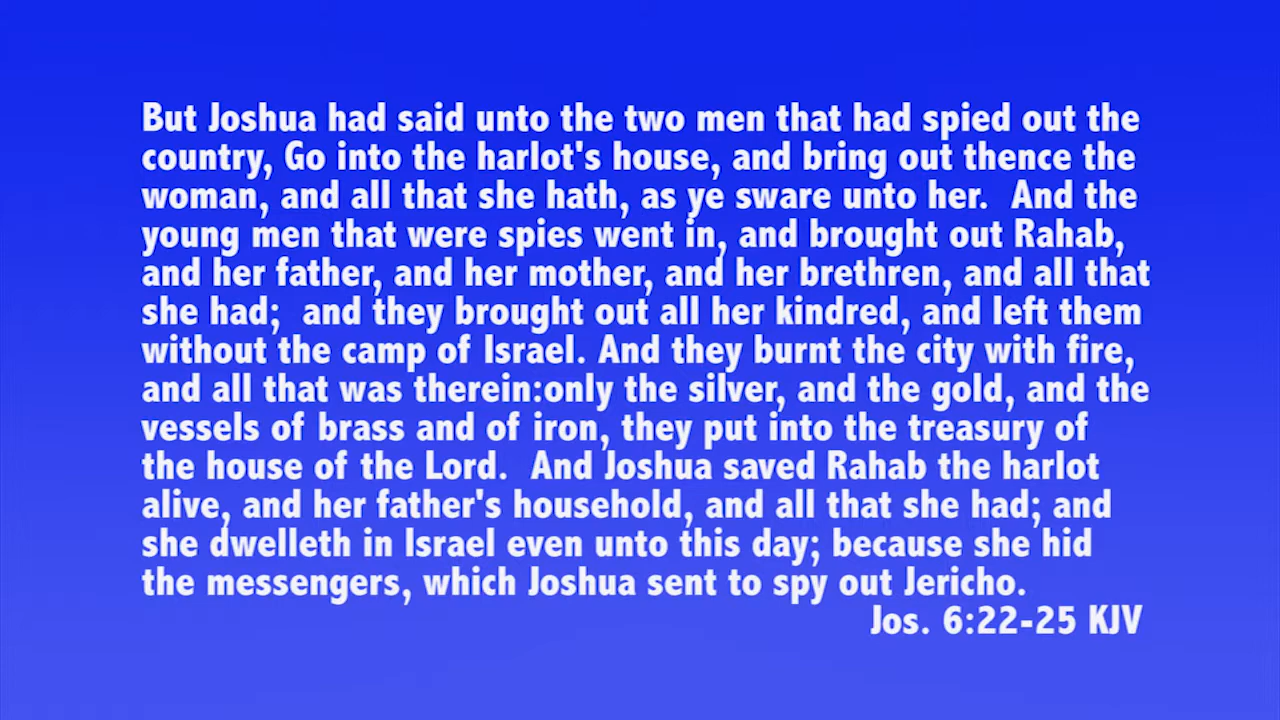 But Joshua had said unto the two men that had spied out the
country, Go into the harlot's house, and bring out thence the
woman, and all that she hath, as ye sware unto her.  And the
young men that were spies went in, and brought out Rahab,
and her father, and her mother, and her brethren, and all that
she had;  and they brought out all her kindred, and left them
without the camp of Israel. And they burnt the city with fire,
and all that was therein:only the silver, and the gold, and the
vessels of brass and of iron, they put into the treasury of
the house of the Lord.  And Joshua saved Rahab the harlot
alive, and her father's household, and all that she had; and
she dwelleth in Israel even unto this day; because she hid
the messengers, which Joshua sent to spy out Jericho.
Jos. 6:22-25 KJV